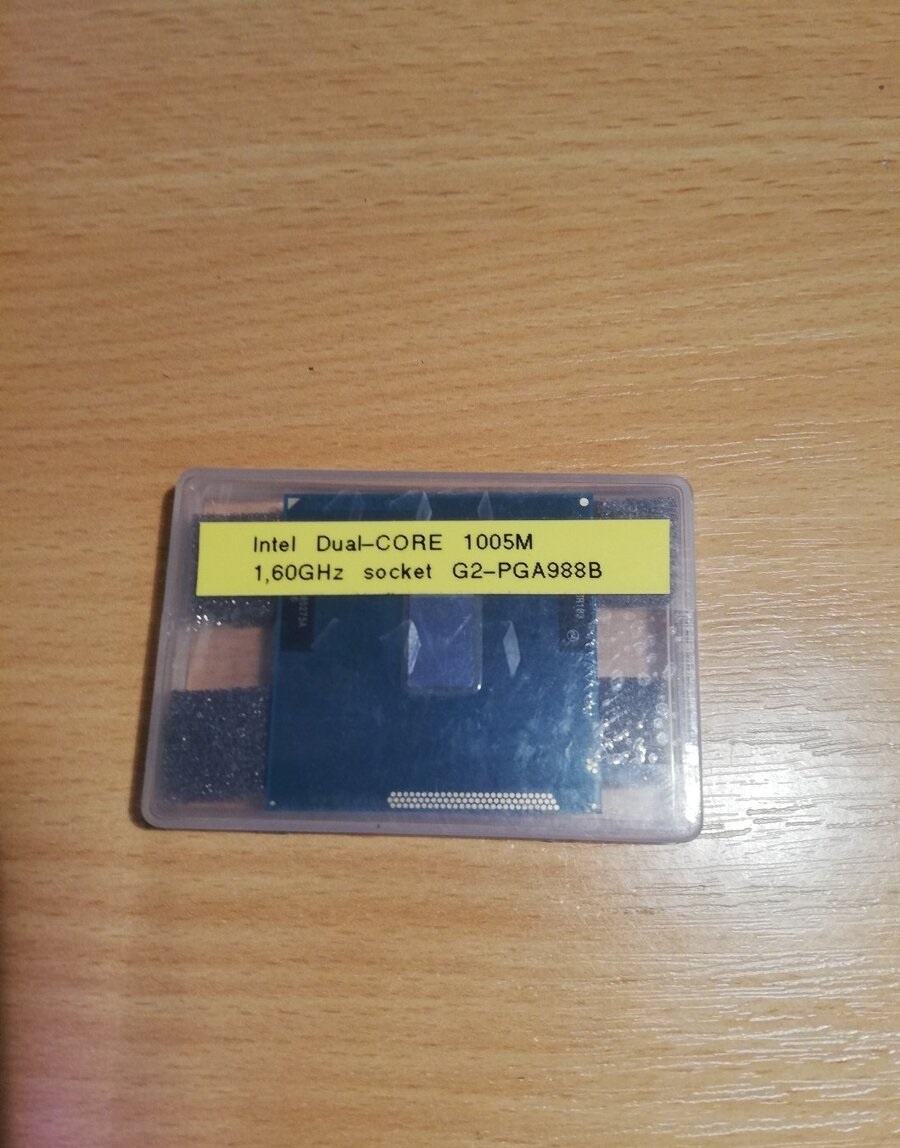 Intel Dual-CORE 1005M
1,60GHz socket G2-PGA988B